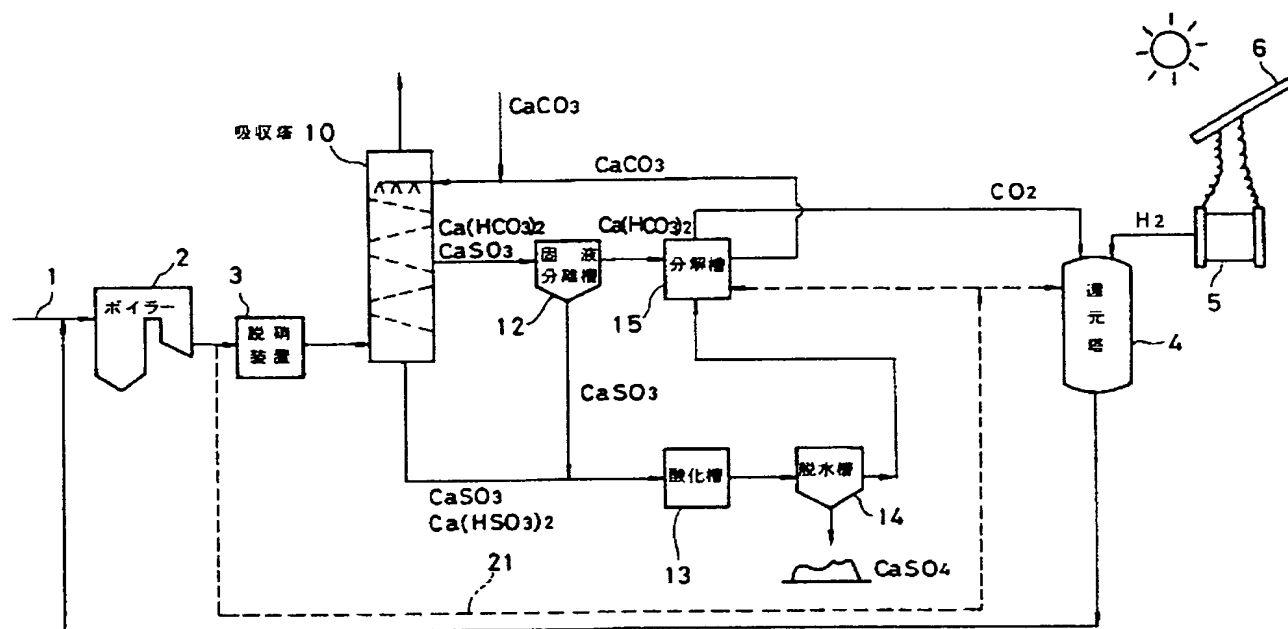 6
CaCO3
吸収塔 10
CaCO3
CO2
Ca(HCO3)2
Ca(HCO3)2
H2
CaSO3
固液
分離槽
分解槽
1
2
3
ボイラー
脱硝
装置
12
15
還元塔
5
4
CaSO3
酸化槽
脱水槽
CaSO3
Ca(HSO3)2
14
13
21
CaSO4